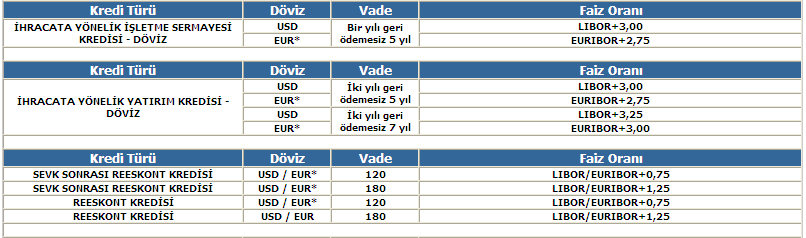 Kredi Türü Döviz Vade Faiz Oranı
İHRACATA YÖNELİK İŞLETME SERMAYESİ KREDİSİ - DÖVİZ USD Bir yılı geri ödemesiz 5 yıl LIBOR+3,00
EUR* EURIBOR+2,75
Kredi Türü Döviz Vade Faiz Oranı
İHRACATA YÖNELİK YATIRIM KREDİSİ - DÖVİZ USD İki yılı geri ödemesiz 5 yıl LIBOR+3,00
EUR* EURIBOR+2,75
USD İki yılı geri ödemesiz 7 yıl LIBOR+3,25
EUR* EURIBOR+3,00
Kredi Türü Döviz Vade Faiz Oranı
SEVK SONRASI REESKONT KREDİSİ USD / EUR* 120 LIBOR/EURIBOR+0,75
SEVK SONRASI REESKONT KREDİSİ USD / EUR* 180 LIBOR/EURIBOR+1,25
REESKONT KREDİSİ USD / EUR* 120 LIBOR/EURIBOR+0,75
REESKONT KREDİSİ USD / EUR 180 LIBOR/EURIBOR+1,25